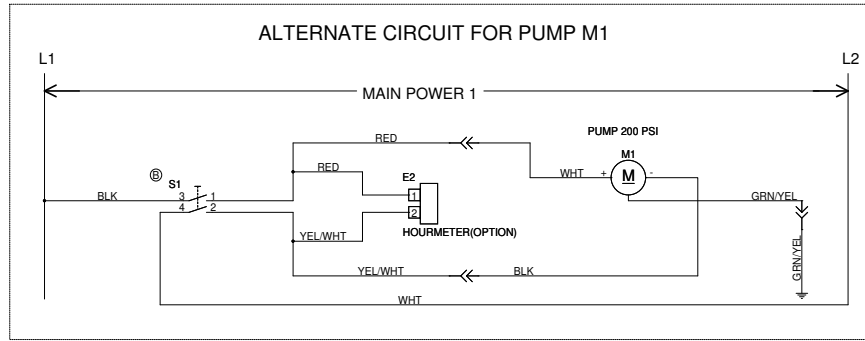 ALTERNATE CIRCUIT FOR PUMP M1
L1
L2
MAIN POWER 1
RED
PUMP 200 PSI
M1
B
S1
RED
E2
WHT
+
M
-
BLK
3
1
1
GRN/YEL
4
2
2
YEL/WHT
HOURMETER(OPTION)
GRN/YEL
YEL/WHT
BLK
WHT